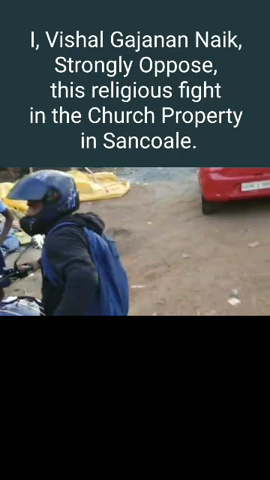 I, Vishal Gajanan Naik,
Strongly Oppose,
this religious fight
in the Church Property
in Sancoale.